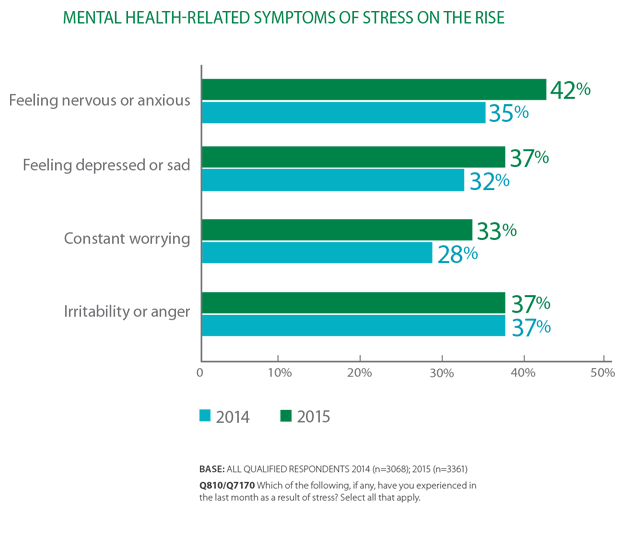 MENTAL HEALTH-RELATED SYMPTOMS OF STRESS ON THE RISE
Feeling nervous or anxious
42%
35%
Feeling depressed or sad
37%
32%
Constant worrying
33%
28%
Irritability or anger
37%
37%
0 10% 20% 30% 40% 50%
2014 2015
BASE: ALL QUALIFIED RESPONDENTS 2014 (n=3068); 2015 (n=3361)
Q810/Q7170 Which of the following, if any, have you experienced in
the last month as a result of stress? Select all that apply.